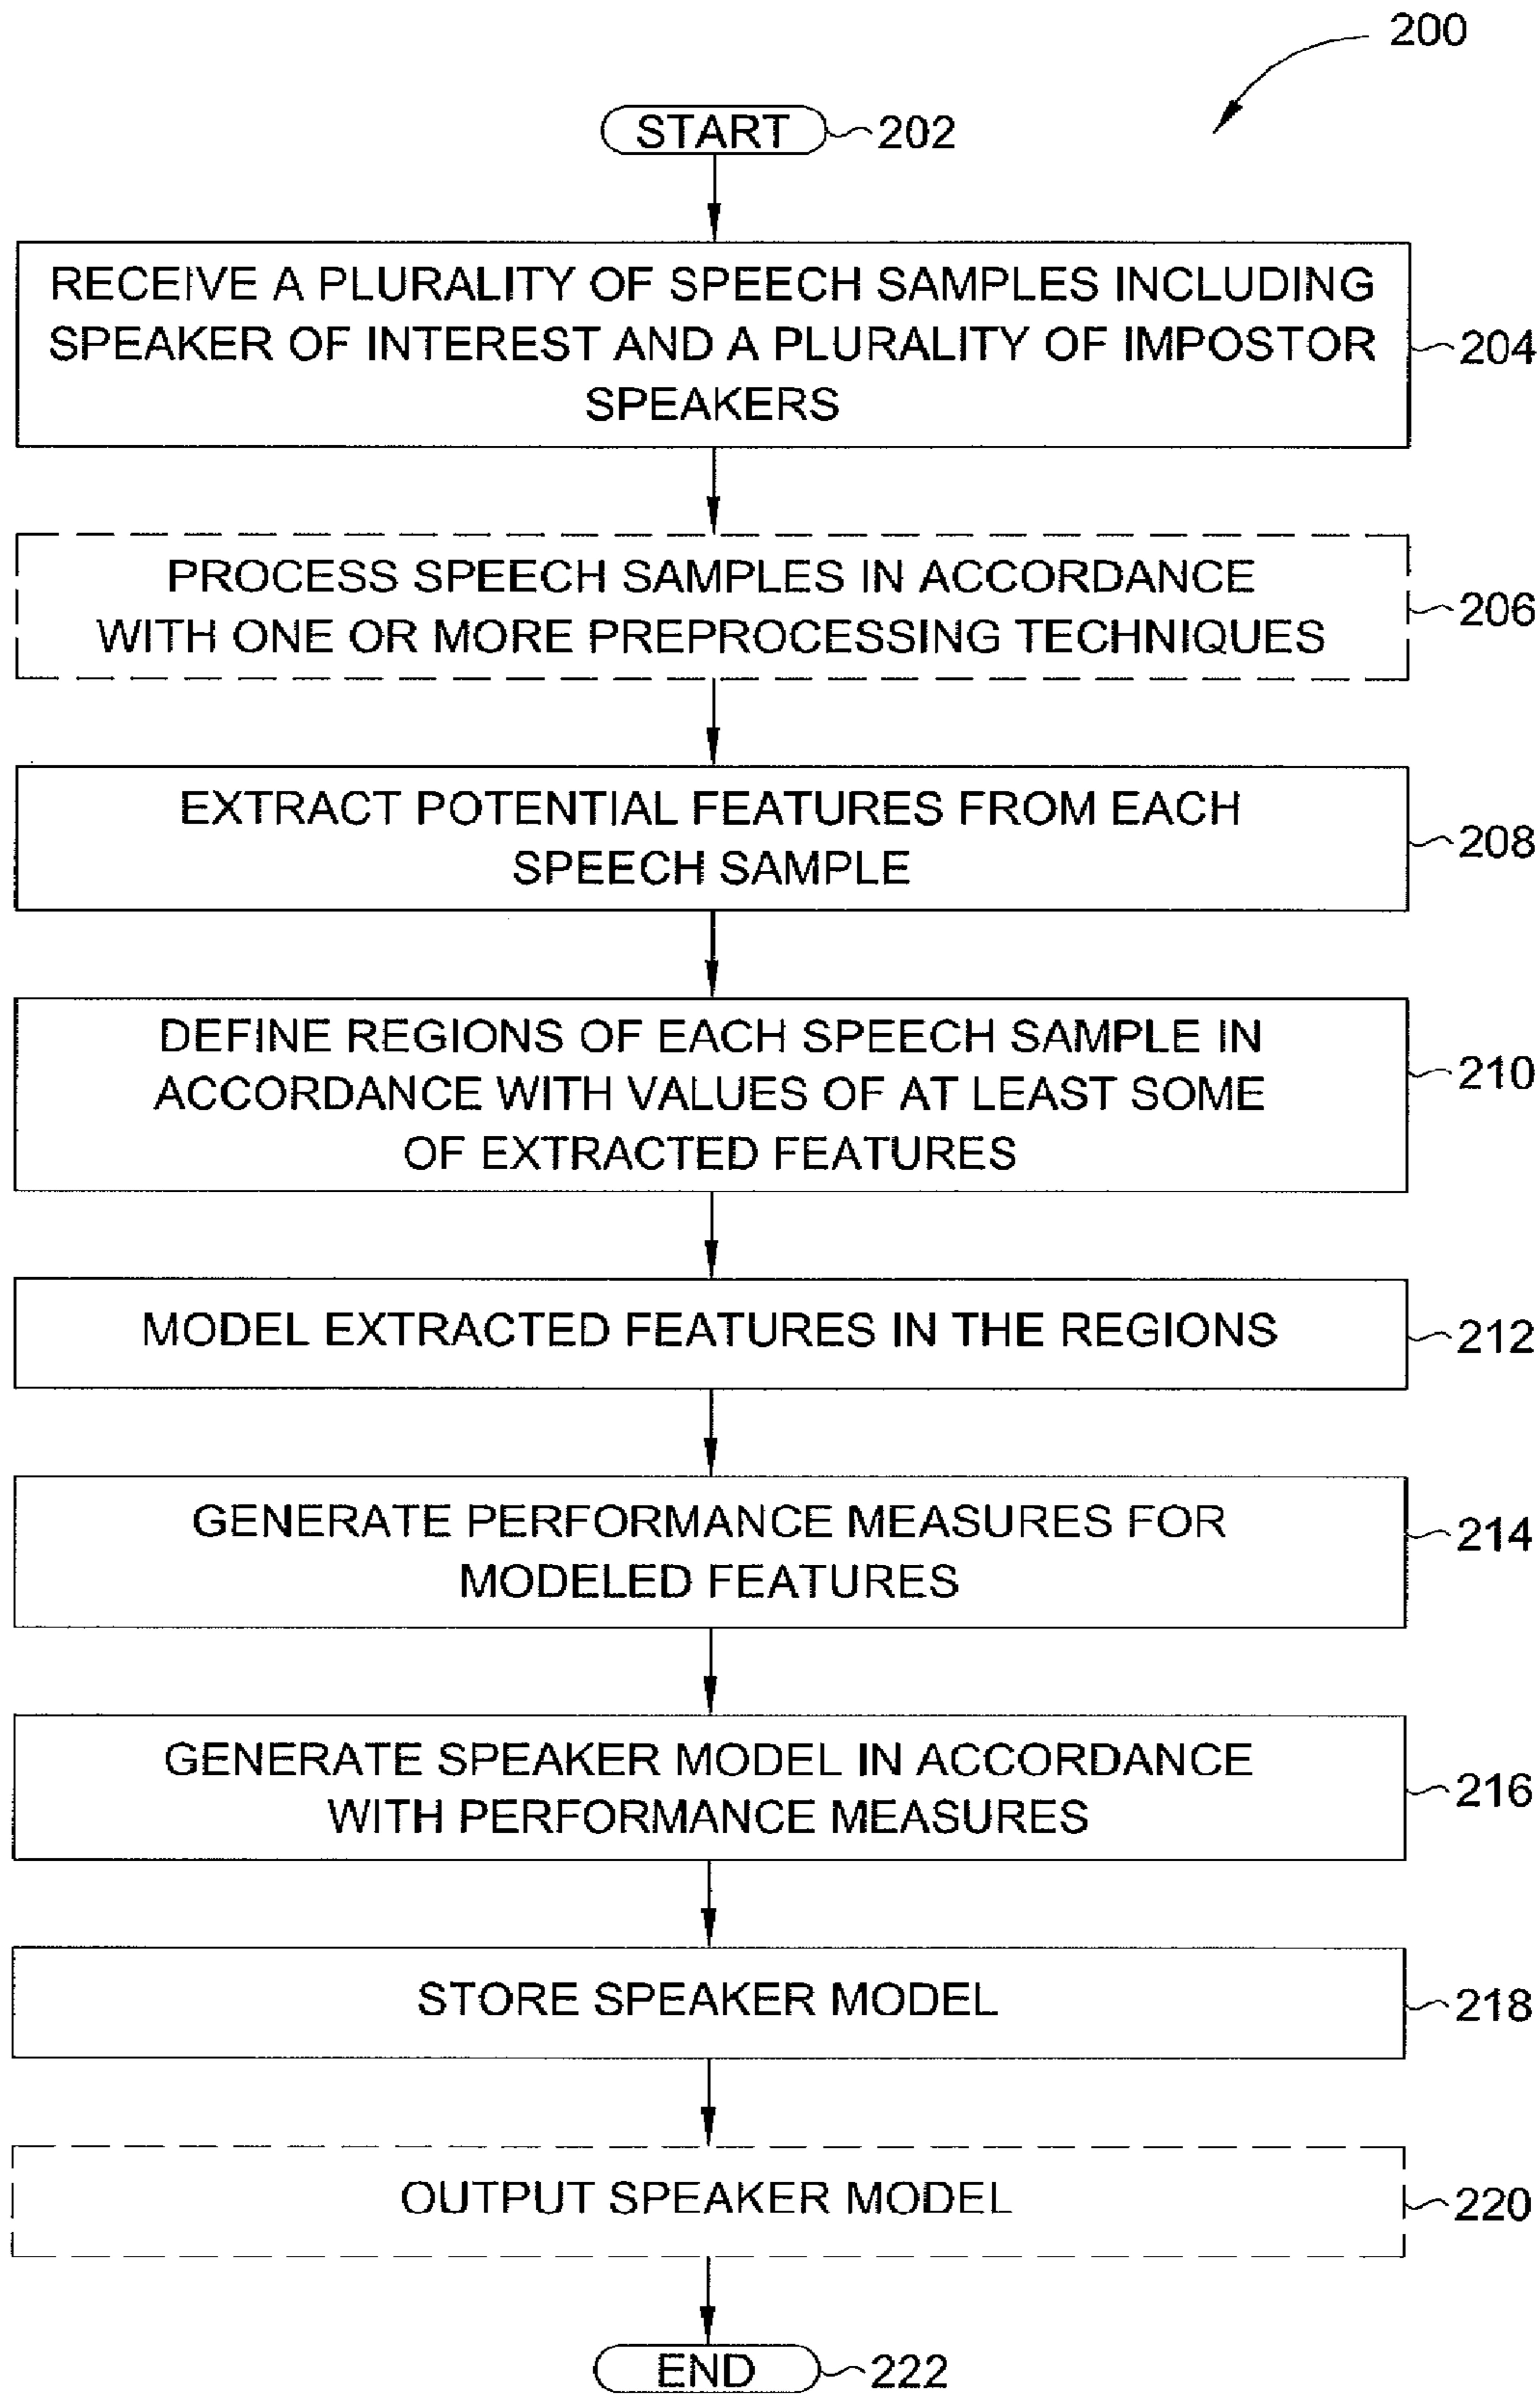 200
START 202
RECEIVE A PLURALITY OF SPEECH SAMPLES INCLUDING
SPEAKER OF INTEREST AND A PLURALITY OF IMPOSTOR
SPEAKERS
204
PROCESS SPEECH SAMPLES IN ACCORDANCE
WITH ONE OR MORE PREPROCESSING TECHNIQUES
206
EXTRACT POTENTIAL FEATURES FROM EACH
SPEECH SAMPLE
208
DEFINE REGIONS OF EACH SPEECH SAMPLE IN
ACCORDANCE WITH VALUES OF AT LEAST SOME
OF EXTRACTED FEATURES
210
MODEL EXTRACTED FEATURES IN THE REGIONS
212
GENERATE PERFORMANCE MEASURES FOR
MODELED FEATURES
214
GENERATE SPEAKER MODEL IN ACCORDANCE
WITH PERFORMANCE MEASURES
216
STORE SPEAKER MODEL
218
OUTPUT SPEAKER MODEL
220
END 222